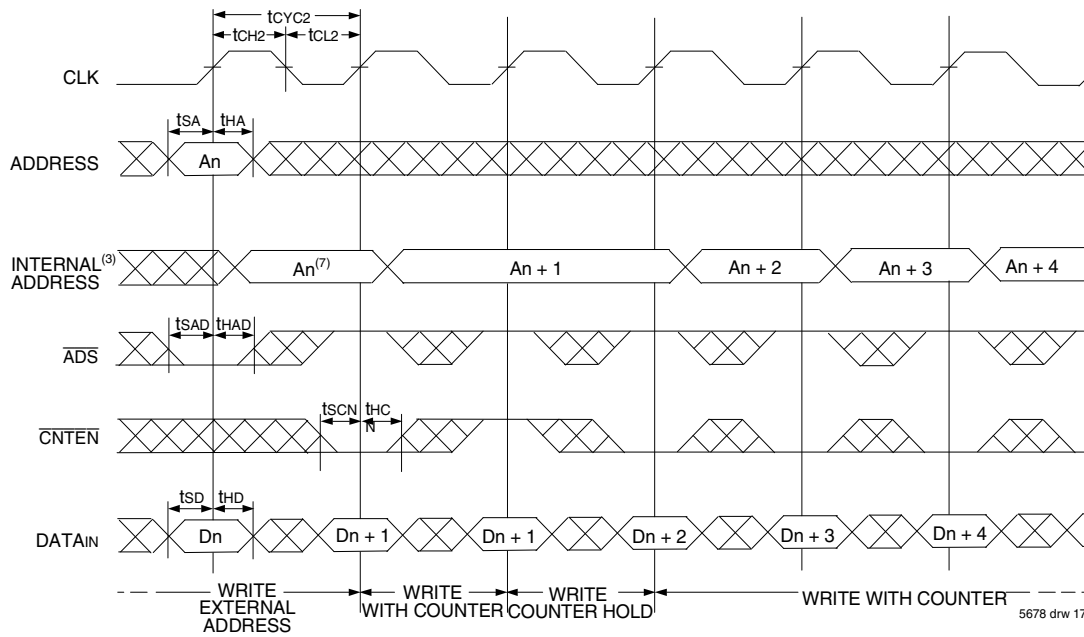 tCYC2
tCH2 tCL2
CLK
tSA tHA
ADDRESS An
INTERNAL(3)
ADDRESS An(7) An + 1 An + 2 An + 3 An + 4
tSAD tHAD
ADS
tSCN tHC
N
CNTEN
tSD tHD
DATAIN Dn Dn + 1 Dn + 1 Dn + 2 Dn + 3 Dn + 4
WRITE
EXTERNAL
ADDRESS
WRITE
WITH COUNTER
WRITE
COUNTER HOLD
WRITE WITH COUNTER
5678 drw 17